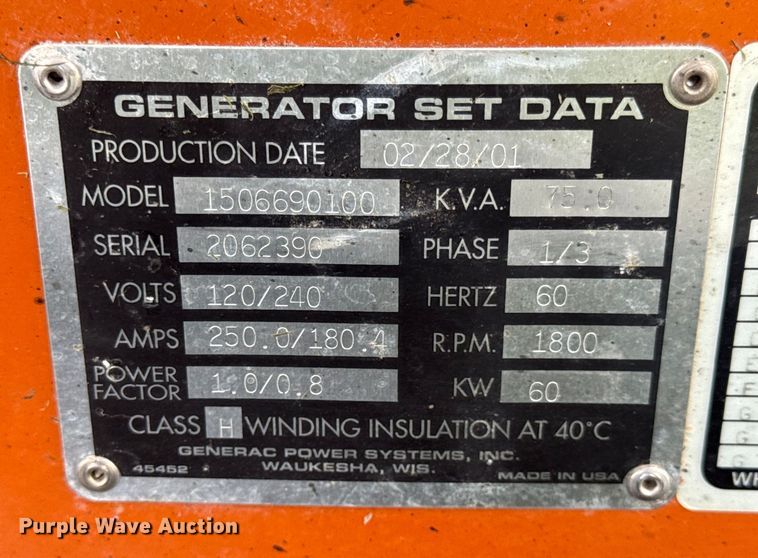 GENERATOR SET DATA
PRODUCTION DATE 02/28/01
MODEL 1506690100 K.V.A. 75.0
SERIAL 2062390 PHASE 1/3
VOLTS 120/240 HERTZ 60
AMPS 250.0/180.4 R.P.M. 1800
POWER FACTOR 1.0/0.8 KW 60
CLASS H WINDING INSULATION AT 40°C
GENERAC POWER SYSTEMS, INC.
45452 WAUKESHA, WIS. MADE IN USA
Purple Wave Auction